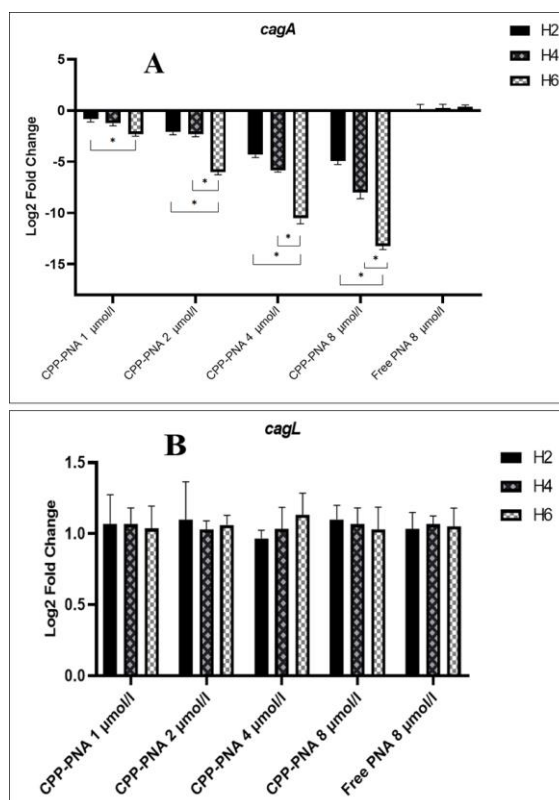 cagA
A
H2
H4
H6
Log2 Fold Change
5
0
-5
-10
-15
*
*
*
*
*
*
*
CPP-PNA 1 µmol/l
CPP-PNA 2 µmol/l
CPP-PNA 4 µmol/l
CPP-PNA 8 µmol/l
Free PNA 8 µmol/l
cagL
B
H2
H4
H6
Log2 Fold Change
1.5
1.0
0.5
0.0
CPP-PNA 1 µmol/l
CPP-PNA 2 µmol/l
CPP-PNA 4 µmol/l
CPP-PNA 8 µmol/l
Free PNA 8 µmol/l